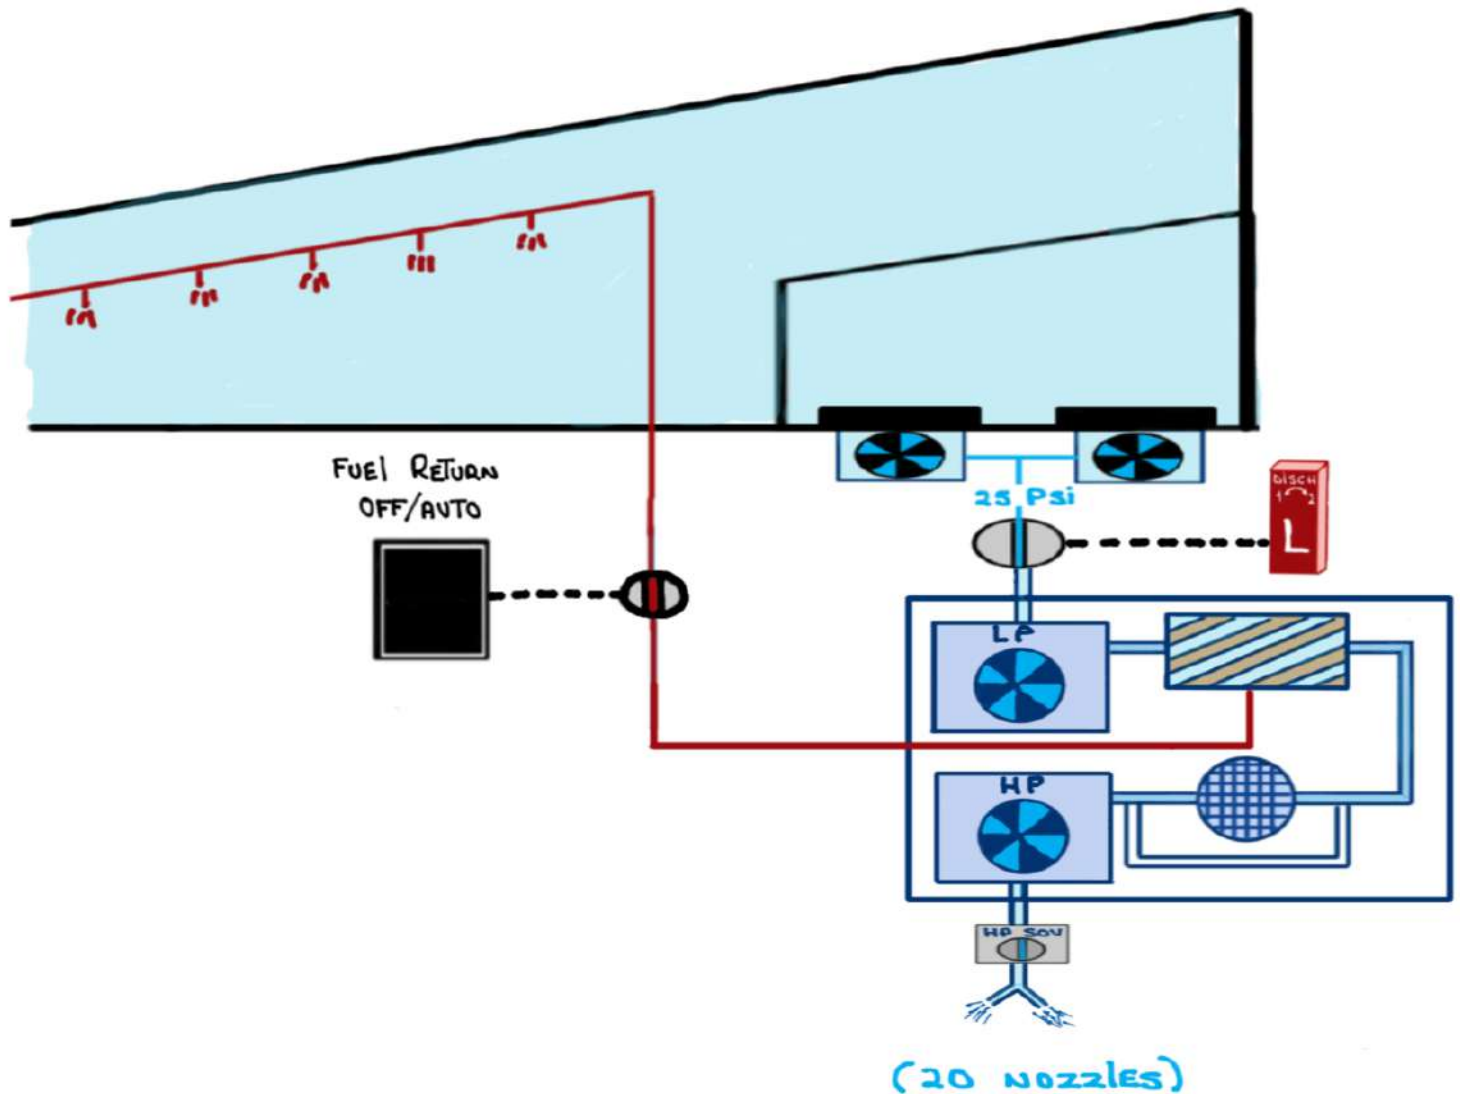 FUEl RETURN
OFF/AUTO
25 Psi
DISCH
1 2
L
LP
HP
HP SOV
(20 NOZZlES)